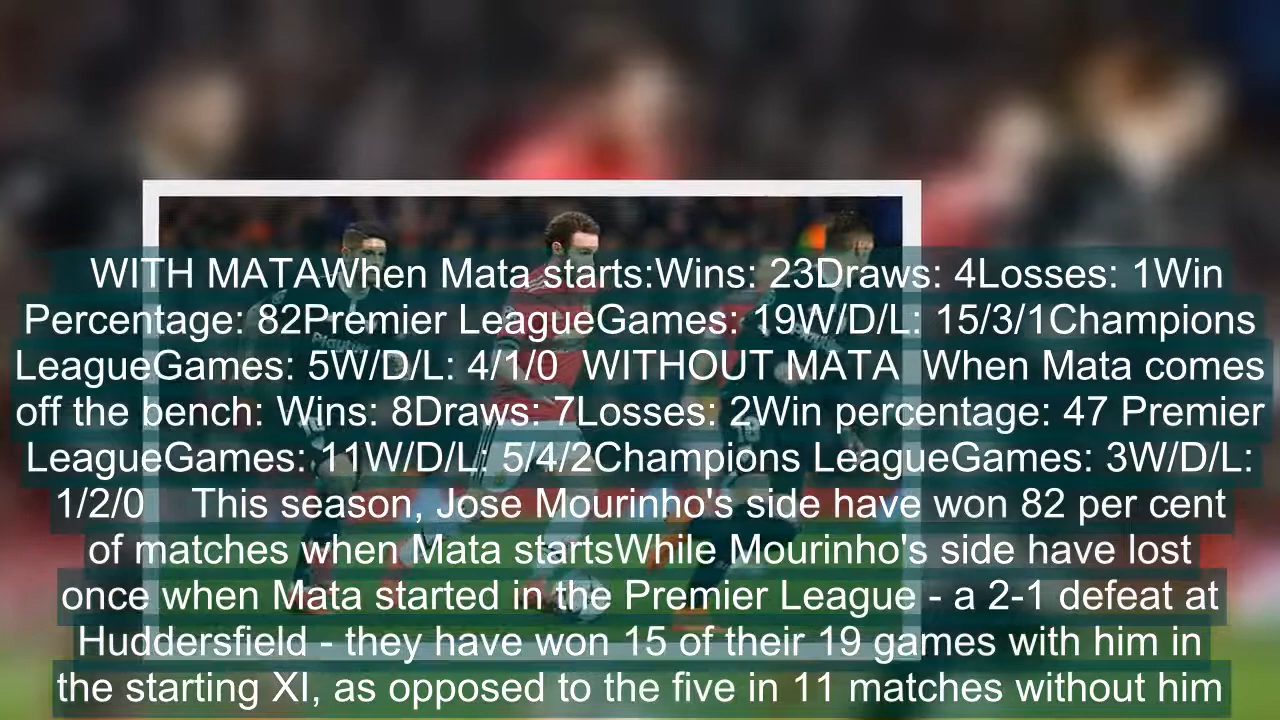 WITH MATAWhen Mata starts:Wins: 23Draws: 4Losses: 1Win
Percentage: 82Premier LeagueGames: 19W/D/L: 15/3/1Champions
LeagueGames: 5W/D/L: 4/1/0  WITHOUT MATA  When Mata comes
off the bench: Wins: 8Draws: 7Losses: 2Win percentage: 47 Premier
LeagueGames: 11W/D/L: 5/4/2Champions LeagueGames: 3W/D/L:
1/2/0    This season, Jose Mourinho's side have won 82 per cent
of matches when Mata startsWhile Mourinho's side have lost
once when Mata started in the Premier League - a 2-1 defeat at
Huddersfield - they have won 15 of their 19 games with him in
the starting XI, as opposed to the five in 11 matches without him